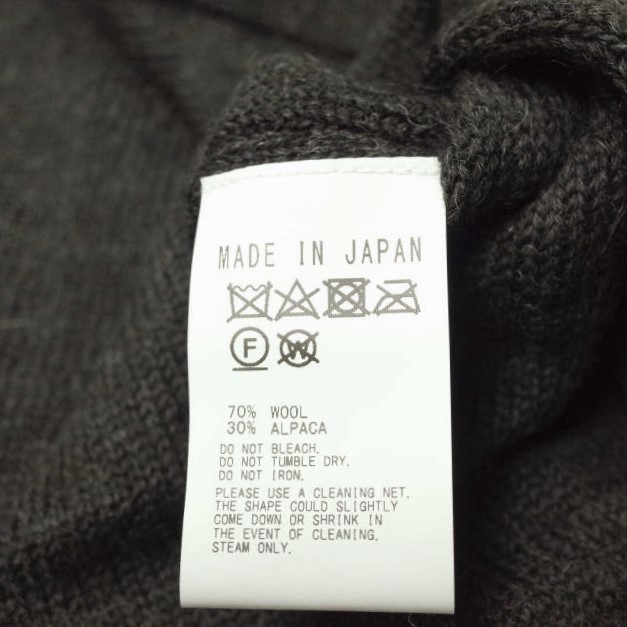 MADE IN JAPAN
F W
70% WOOL
30% ALPACA
DO NOT BLEACH.
DO NOT TUMBLE DRY.
DO NOT IRON.
PLEASE USE A CLEANING NET.
THE SHAPE COULD SLIGHTLY
COME DOWN OR SHRINK IN
THE EVENT OF CLEANING.
STEAM ONLY.